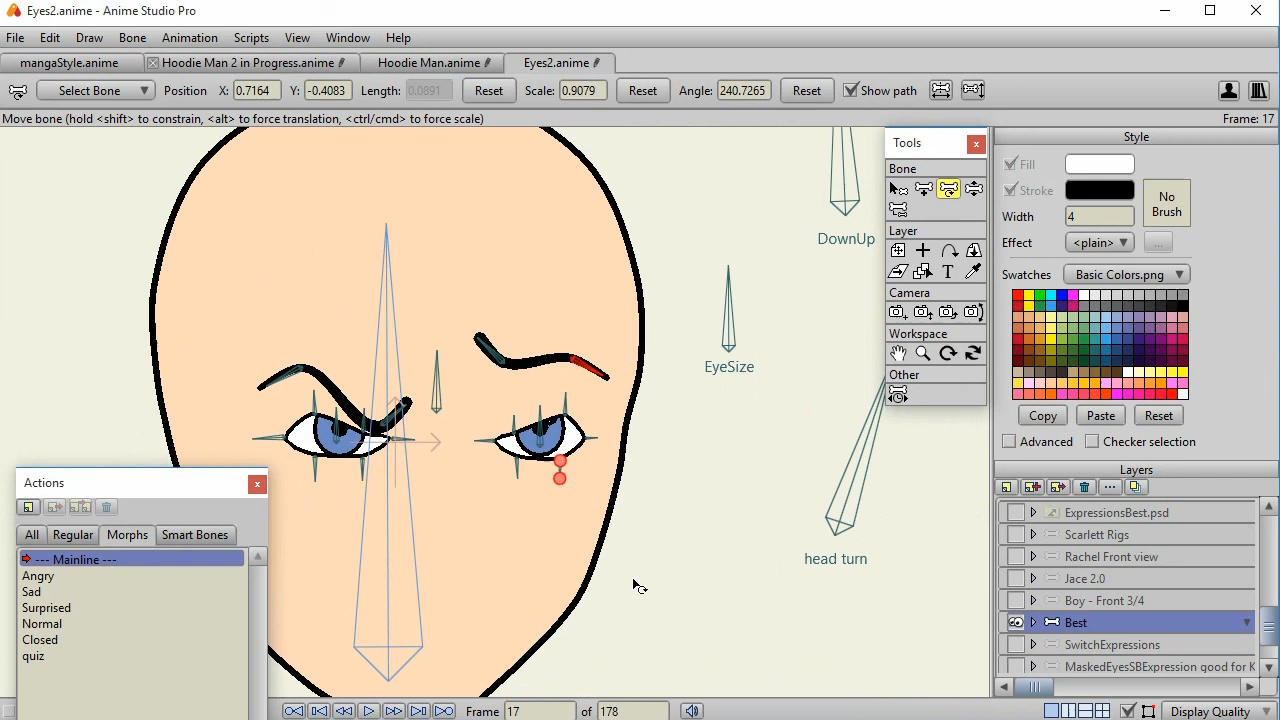 Eyes2.anime - Anime Studio Pro
File Edit Draw Bone Animation Scripts View Window Help
mangaStyle.anime Hoodie Man 2 in Progress.anime Hoodie Man.anime Eyes2.anime
Select Bone Position X: 0.7164 Y: -0.4083 Length: 0.0891 Reset Scale: 0.9079 Reset Angle: 240.7265 Reset Show path
Move bone (hold <shift> to constrain, <alt> to force translation, <ctrl/cmd> to force scale) Frame: 17
Tools
Bone
Layer
Camera
Workspace
Other
DownUp
EyeSize
head turn
Style
Fill
Stroke
No Brush
Width 4
Effect <plain> ...
Swatches Basic Colors.png
Copy Paste Reset
Advanced Checker selection
Layers
ExpressionsBest.psd
Scarlett Rigs
Rachel Front view
Jace 2.0
Boy - Front 3/4
Best
SwitchExpressions
MaskedEyesSBExpression good for K
Actions
All Regular Morphs Smart Bones
--- Mainline ---
Angry
Sad
Surprised
Normal
Closed
quiz
Frame 17 of 178 Display Quality